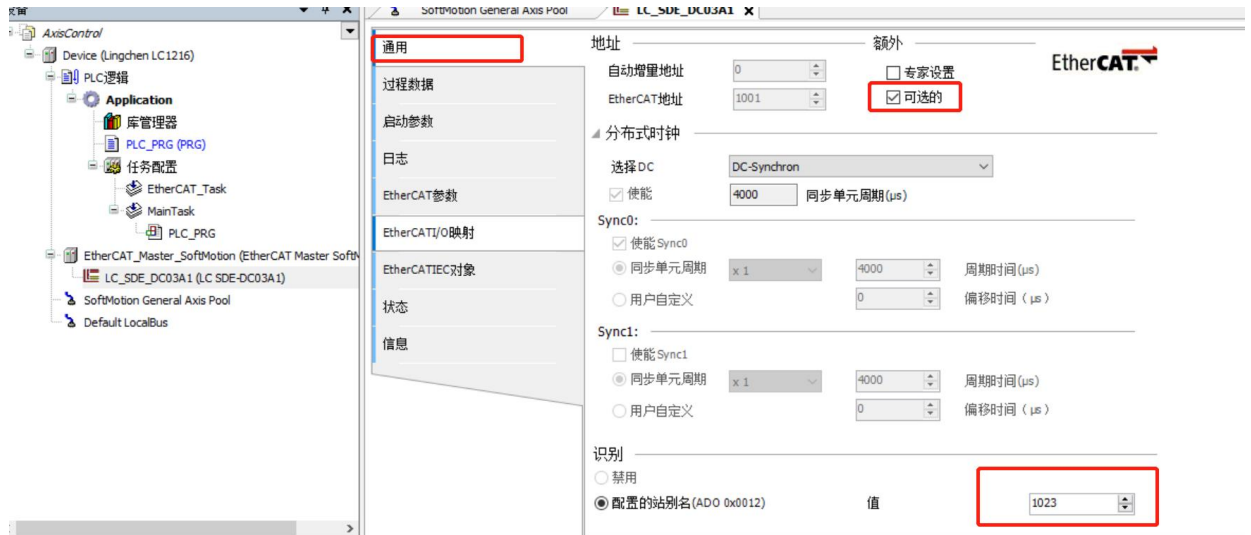 设备
AxisControl
Device (Lingchen LC1216)
PLC逻辑
Application
库管理器
PLC_PRG (PRG)
任务配置
EtherCAT_Task
MainTask
PLC_PRG
EtherCAT_Master_SoftMotion (EtherCAT Master SoftM
LC_SDE_DC03A1 (LC SDE-DC03A1)
SoftMotion General Axis Pool
Default LocalBus
SoftMotion General Axis Pool
LC_SDE_DC03A1 X
通用
过程数据
启动参数
日志
EtherCAT参数
EtherCATI/O映射
EtherCATIEC对象
状态
信息
地址 额外
自动增量地址 0 专家设置
EtherCAT地址 1001 可选的
EtherCAT
分布式时钟
选择DC DC-Synchron
使能 4000 同步单元周期(µs)
Sync0:
使能Sync0
同步单元周期 x 1 4000 周期时间(µs)
用户自定义 0 偏移时间(µs)
Sync1:
使能Sync1
同步单元周期 x 1 4000 周期时间(µs)
用户自定义 0 偏移时间(µs)
识别
禁用
配置的站别名(ADO 0x0012) 值 1023